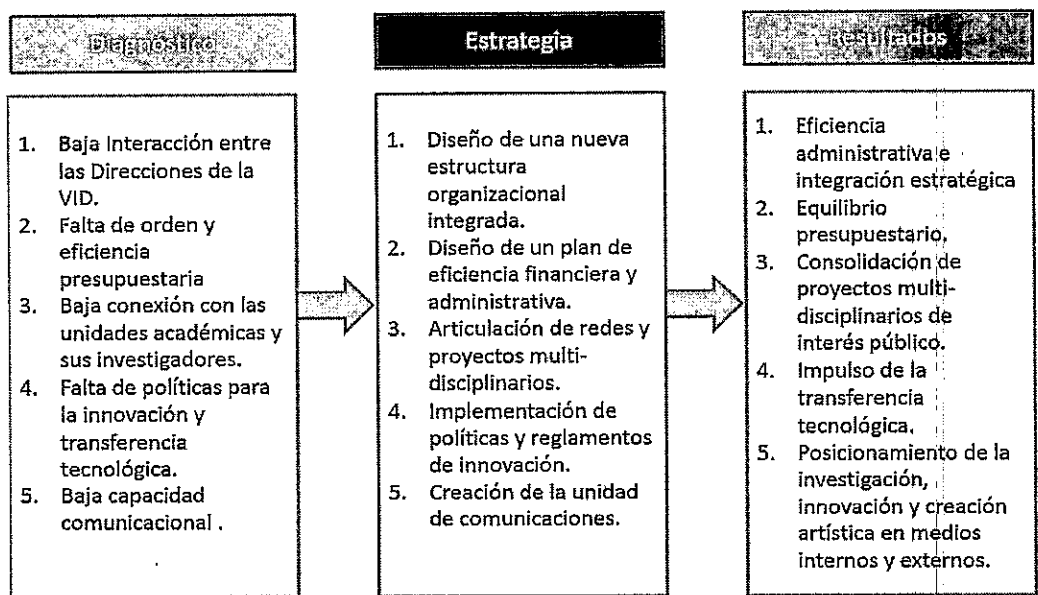 Diagnóstico
1. Baja Interacción entre
las Direcciones de la
VID.
2. Falta de orden y
eficiencia
presupuestaria
3. Baja conexión con las
unidades académicas y
sus investigadores.
4. Falta de políticas para
la innovación y
transferencia
tecnológica.
5. Baja capacidad
comunicacional .
Estrategia
1. Diseño de una nueva
estructura
organizacional
integrada.
2. Diseño de un plan de
eficiencia financiera y
administrativa.
3. Articulación de redes y
proyectos multi-
disciplinarios.
4. Implementación de
políticas y reglamentos
de innovación.
5. Creación de la unidad
de comunicaciones.
Resultados
1. Eficiencia
administrativa e
integración estratégica
2. Equilibrio
presupuestario.
3. Consolidación de
proyectos multi-
disciplinarios de
interés público.
4. Impulso de la
transferencia
tecnológica.
5. Posicionamiento de la
investigación,
innovación y creación
artística en medios
internos y externos.